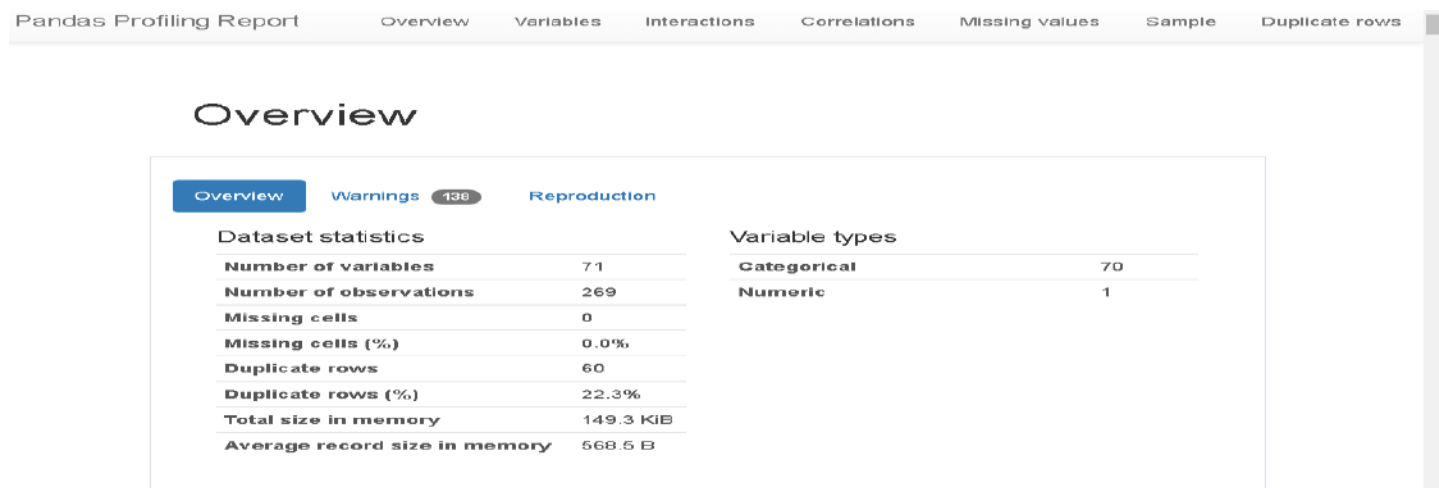 Pandas Profiling Report Overview Variables Interactions Correlations Missing values Sample Duplicate rows
Overview
Overview Warnings 138 Reproduction
Dataset statistics
Number of variables 71
Number of observations 269
Missing cells 0
Missing cells (%) 0.0%
Duplicate rows 60
Duplicate rows (%) 22.3%
Total size in memory 149.3 KiB
Average record size in memory 568.5 B
Variable types
Categorical 70
Numeric 1